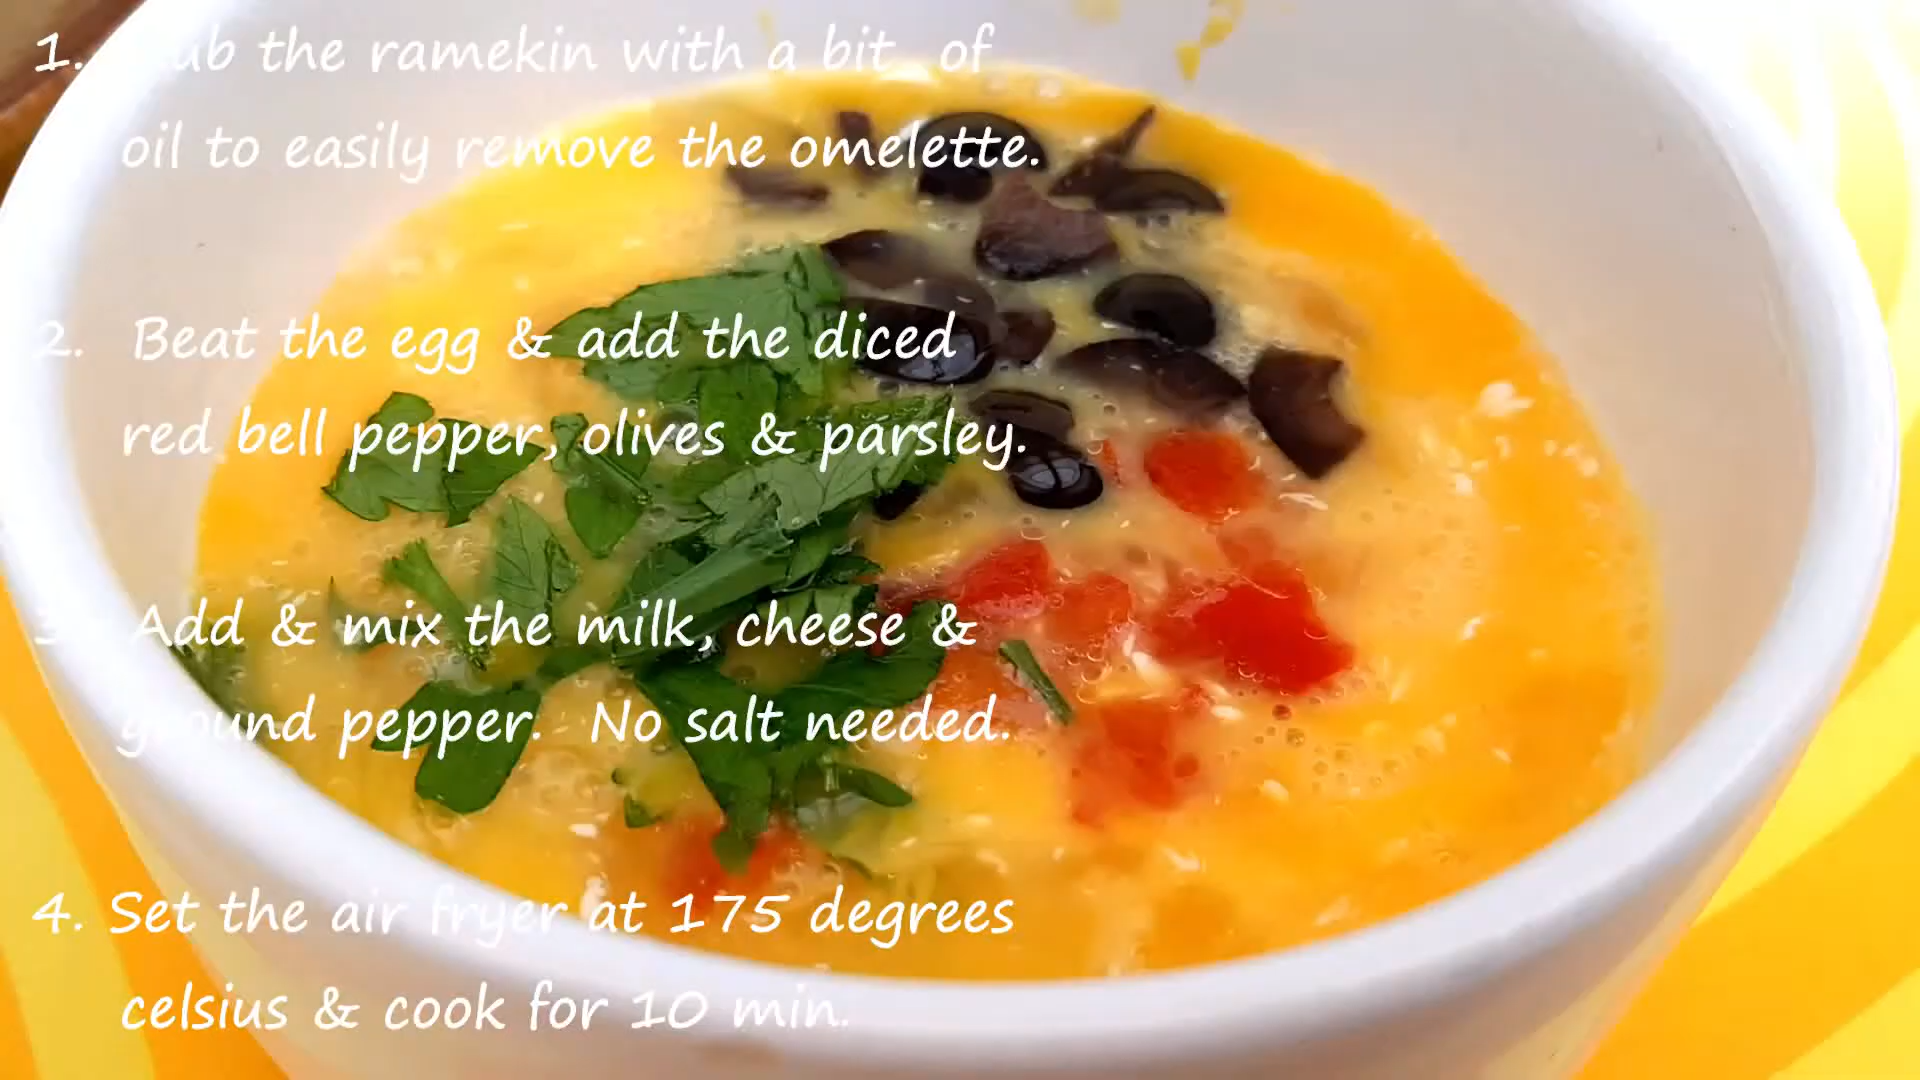 1. Rub the ramekin with a bit of
oil to easily remove the omelette.
2. Beat the egg & add the diced
red bell pepper, olives & parsley.
3. Add & mix the milk, cheese &
ground pepper. No salt needed.
4. Set the air fryer at 175 degrees
celsius & cook for 10 min.